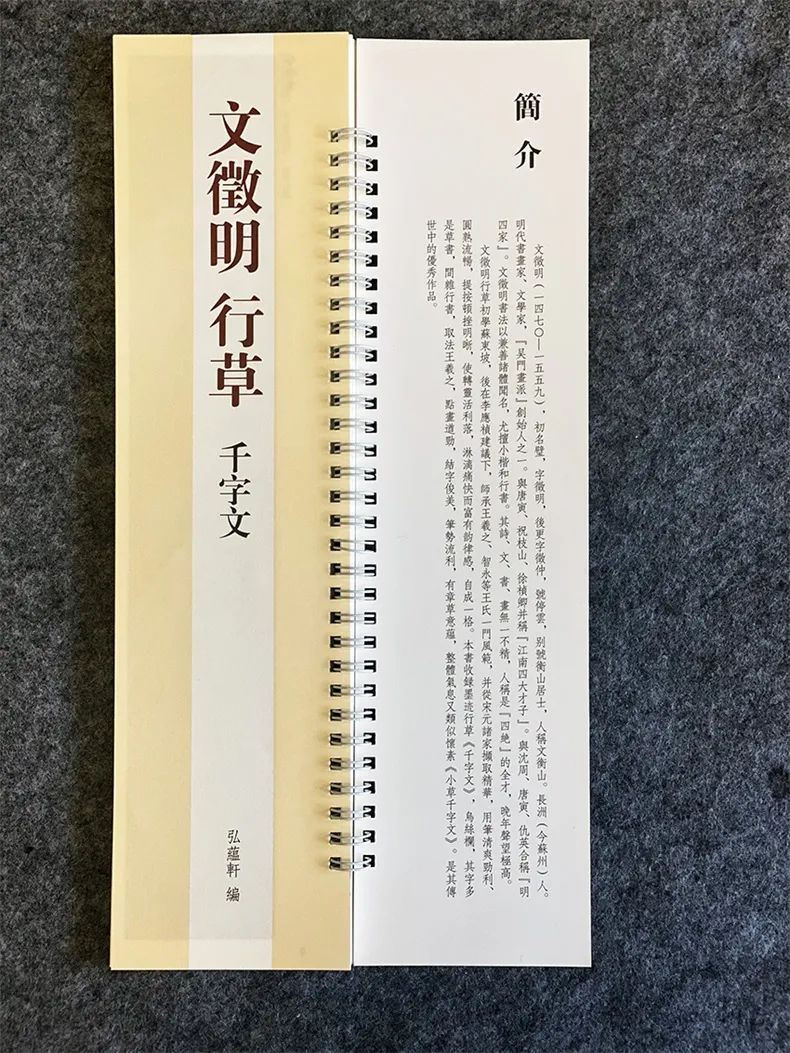 文徵明 行草 千字文
弘蘊軒 編
簡介
文徵明(一四七〇—一五五九),初名壁,字徵明,後更字徵仲,號停雲,别號衡山居士,人稱文衡山。長洲(今蘇州)人。
明代書畫家、文學家,『吴門畫派』創始人之一。與唐寅、祝枝山、徐楨卿并稱『江南四大才子』。與沈周、唐寅、仇英合稱『明
四家』。文徵明書法以兼善諸體聞名,尤擅小楷和行書。其詩、文、書、畫無一不精,人稱是『四絶』的全才,晚年聲望極高。
文徵明行草初學蘇東坡,後在李應楨建議下,師承王羲之、智永等王氏一門風範,并從宋元諸家擷取精華,用筆清爽勁利、
圓熟流暢,提按頓挫明晰,使轉靈活利落,淋漓痛快而富有韵律感,自成一格。本書收録墨迹行草《千字文》,烏絲欄,其字多
是草書,間雜行書,取法王羲之,點畫遒勁,結字俊美,筆勢流利,有章草意蘊,整體氣息又類似懷素《小草千字文》。是其傳
世中的優秀作品。